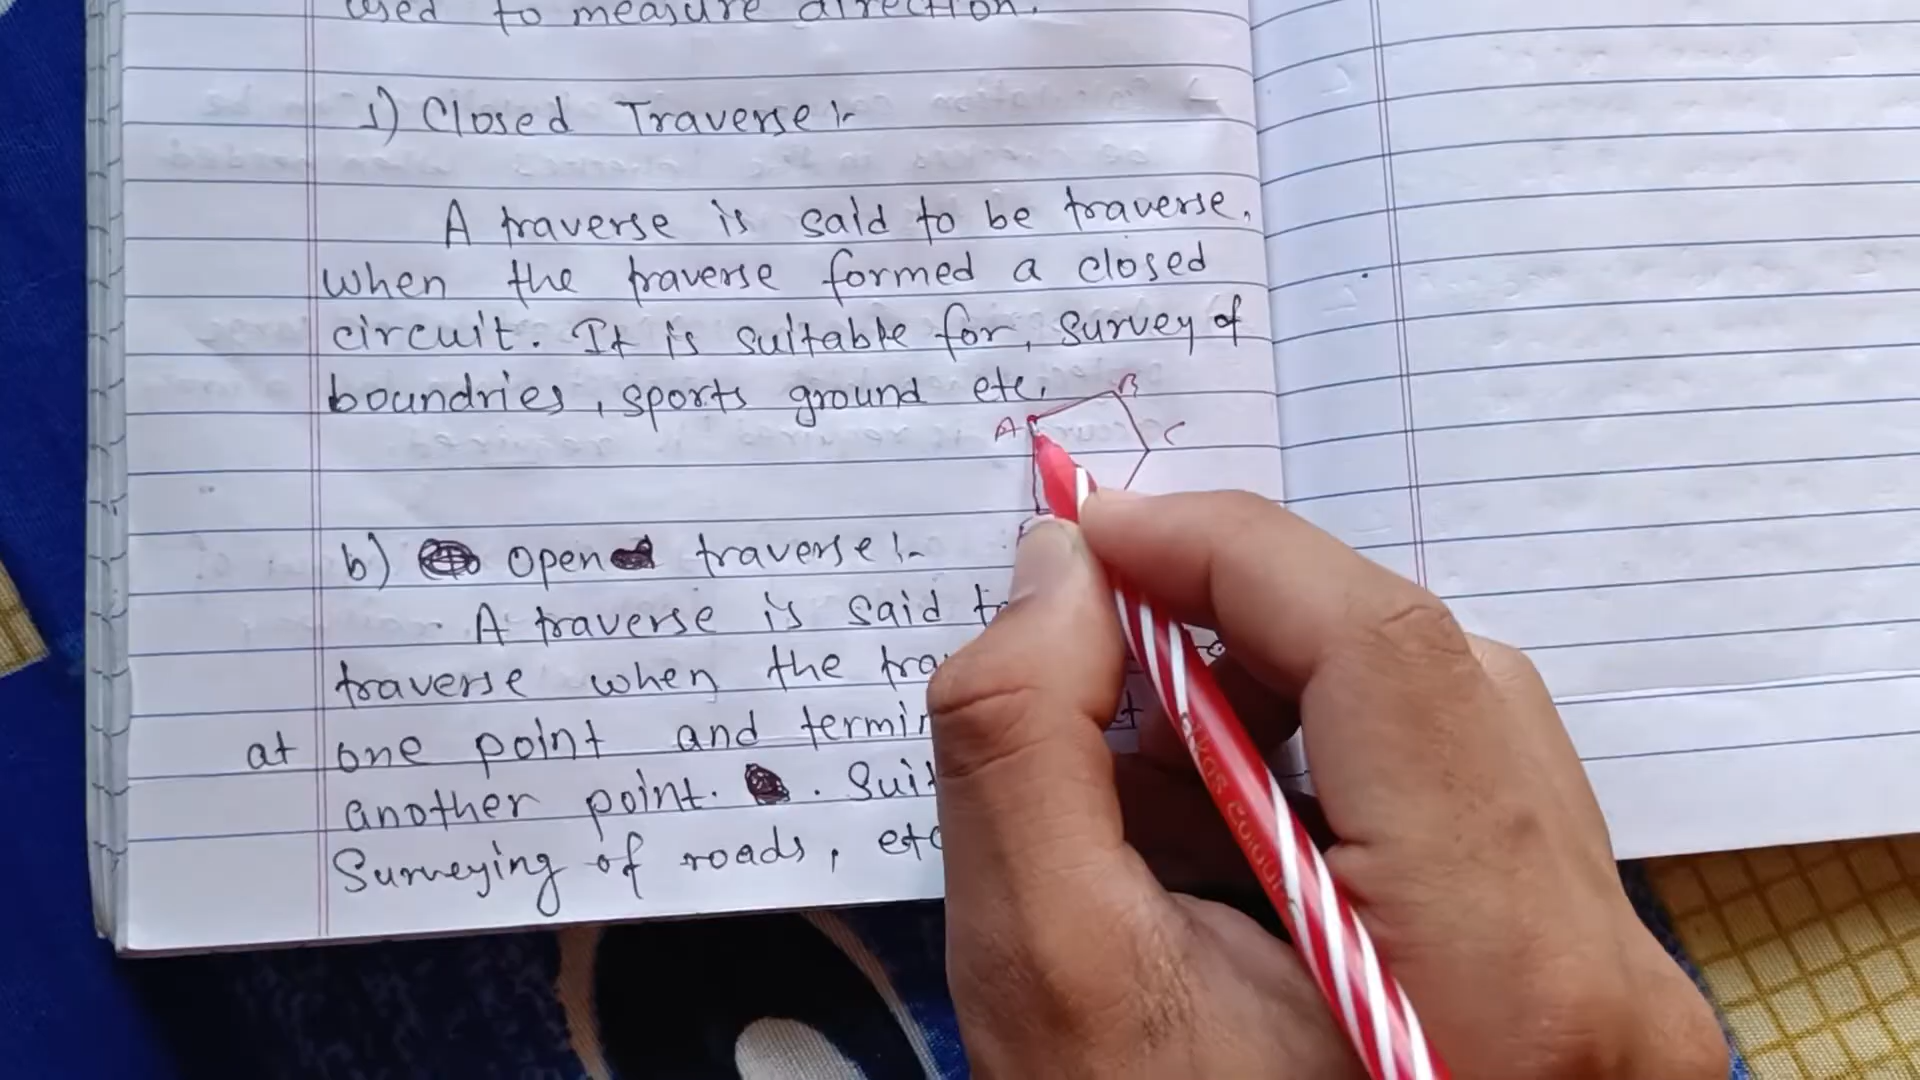 used to measure direction.
1) Closed Traverse :-
A traverse is said to be traverse,
when the traverse formed a closed
circuit. It is suitable for, survey of
boundries, sports ground etc.
B
A
C
b) open traverse :-
A traverse is said
traverse when the
at one point and
another point.
Surveying of roads, etc